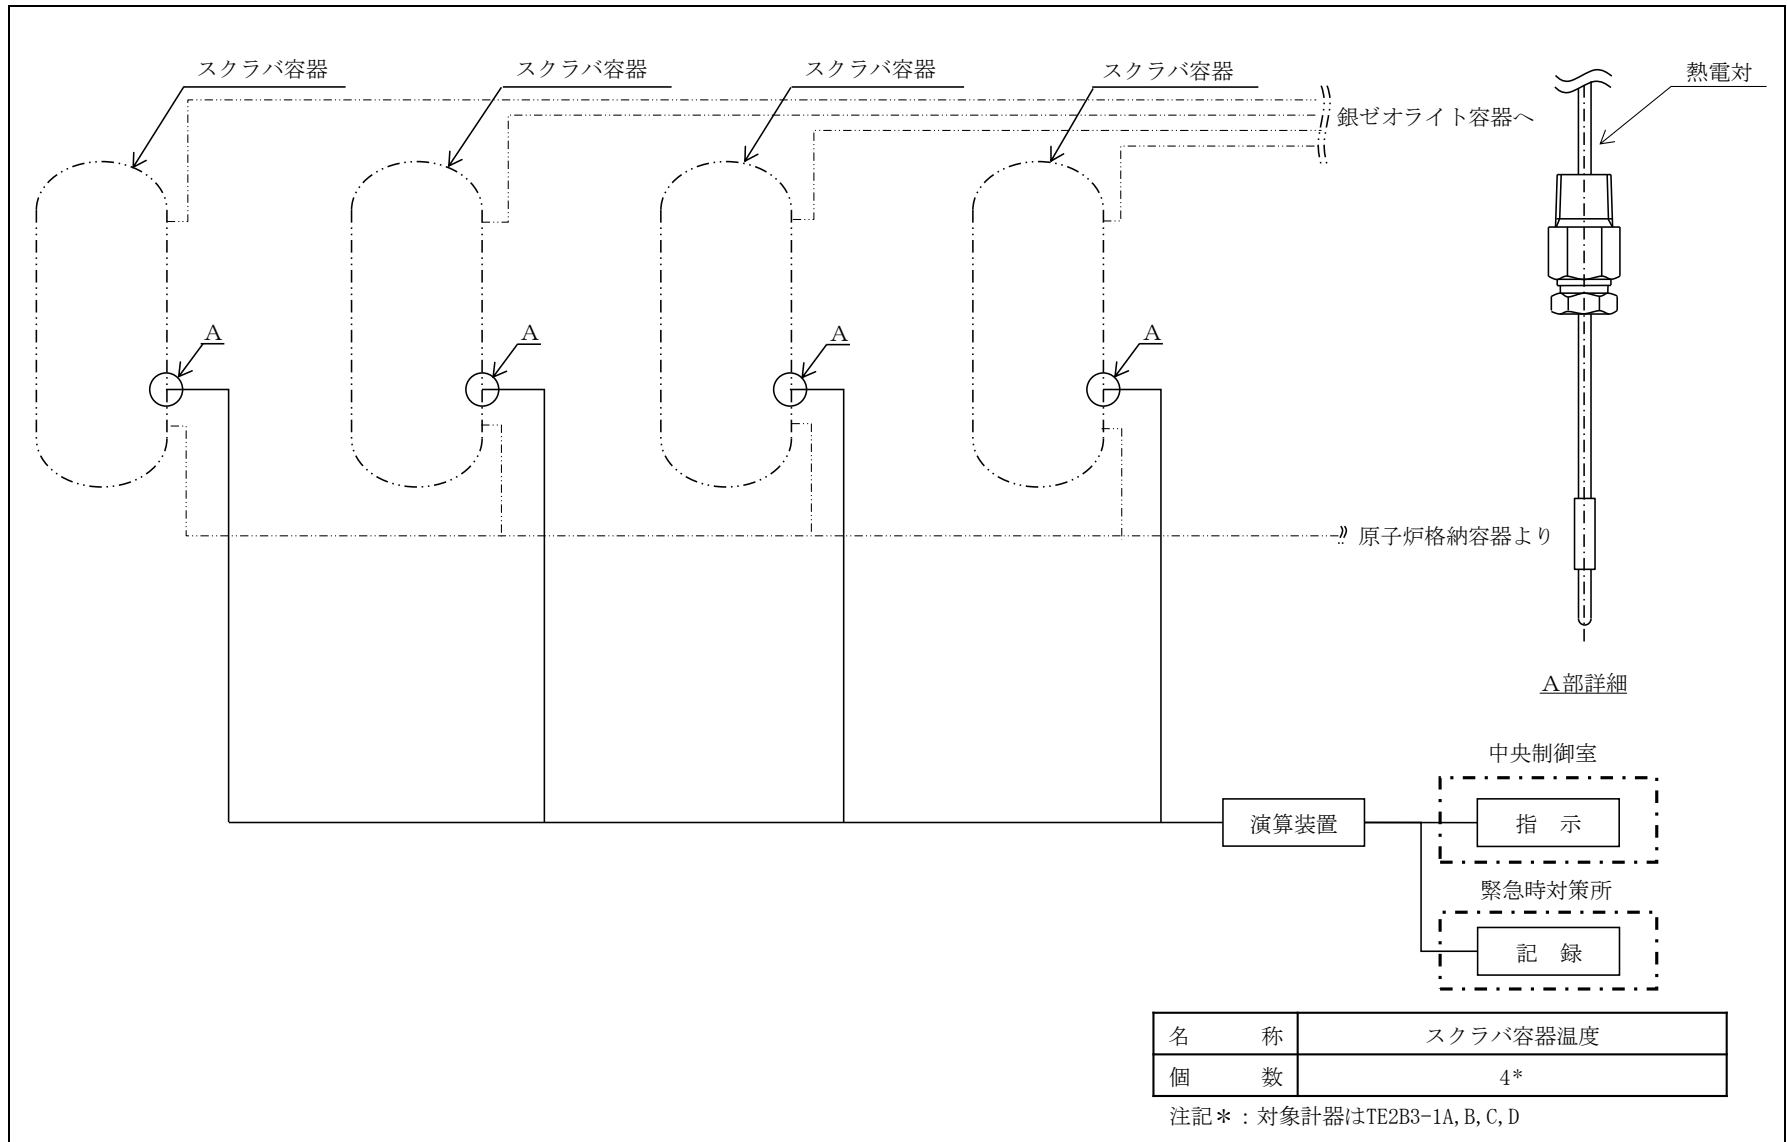 スクラバ容器
スクラバ容器
スクラバ容器
スクラバ容器
熱電対
銀ゼオライト容器へ
A
A
A
A
原子炉格納容器より
A部詳細
中央制御室
演算装置
指　示
緊急時対策所
記　録
名　称 スクラバ容器温度
個　数 4*
注記＊：対象計器はTE2B3-1A,B,C,D